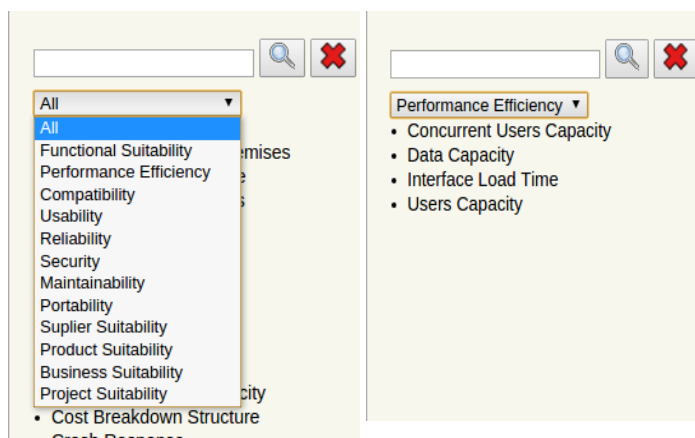 All
All
Functional Suitability
emises
Performance Efficiency
Compatibility
Usability
Reliability
Security
Maintainability
Portability
Suplier Suitability
Product Suitability
Business Suitability
Project Suitability
city
• Cost Breakdown Structure
Performance Efficiency
• Concurrent Users Capacity
• Data Capacity
• Interface Load Time
• Users Capacity